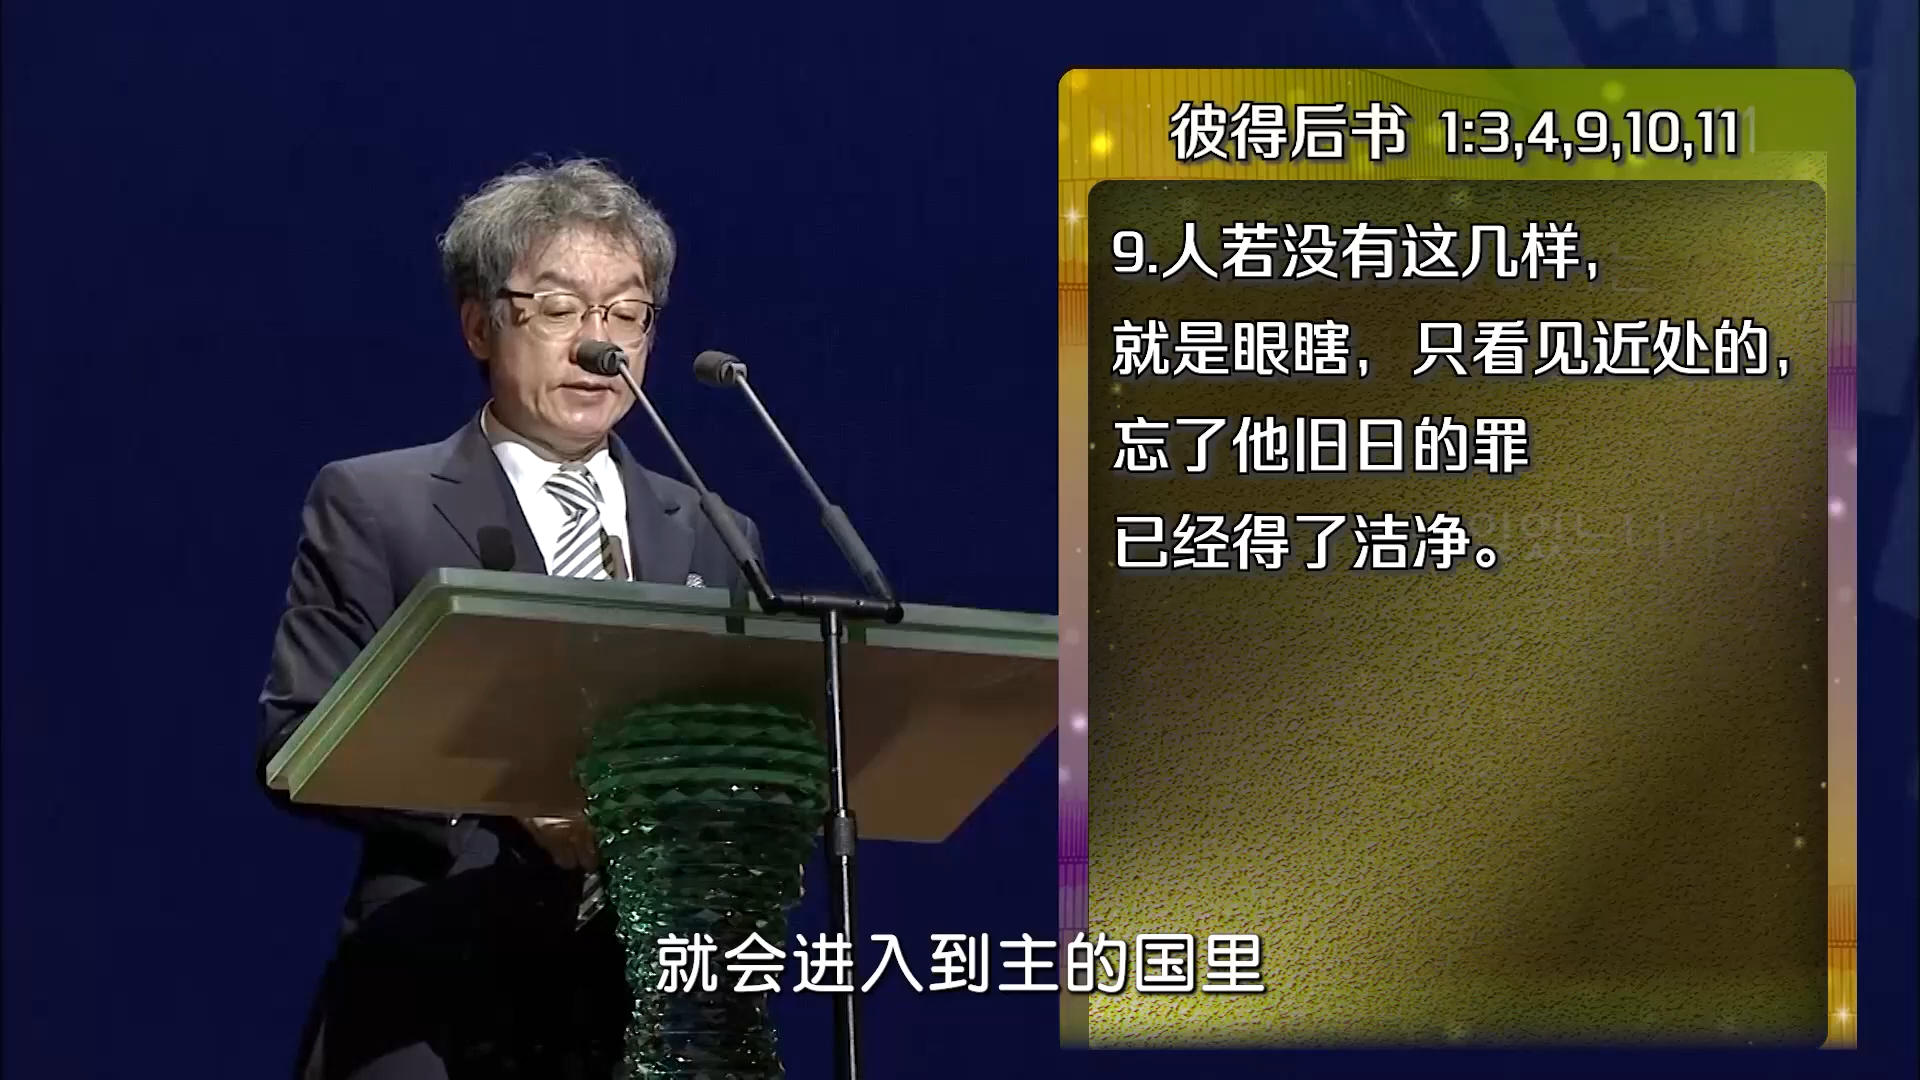 彼得后书 1:3,4,9,10,11
9.人若没有这几样，
就是眼瞎，只看见近处的，
忘了他旧日的罪
已经得了洁净。
就会进入到主的国里